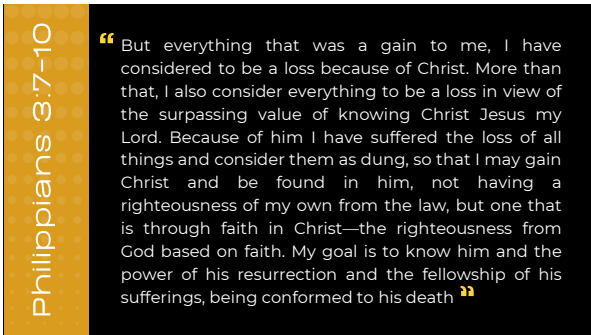 Philippians 3:7-10
“ But everything that was a gain to me, I have
considered to be a loss because of Christ. More than
that, I also consider everything to be a loss in view of
the surpassing value of knowing Christ Jesus my
Lord. Because of him I have suffered the loss of all
things and consider them as dung, so that I may gain
Christ and be found in him, not having a
righteousness of my own from the law, but one that
is through faith in Christ—the righteousness from
God based on faith. My goal is to know him and the
power of his resurrection and the fellowship of his
sufferings, being conformed to his death ”